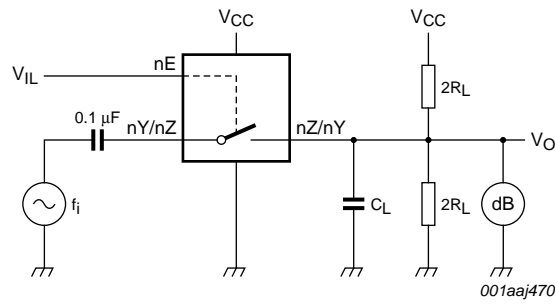 VCC VCC
VIL nE 2RL
0.1 μF nY/nZ nZ/nY VO
fi CL 2RL dB
001aaj470